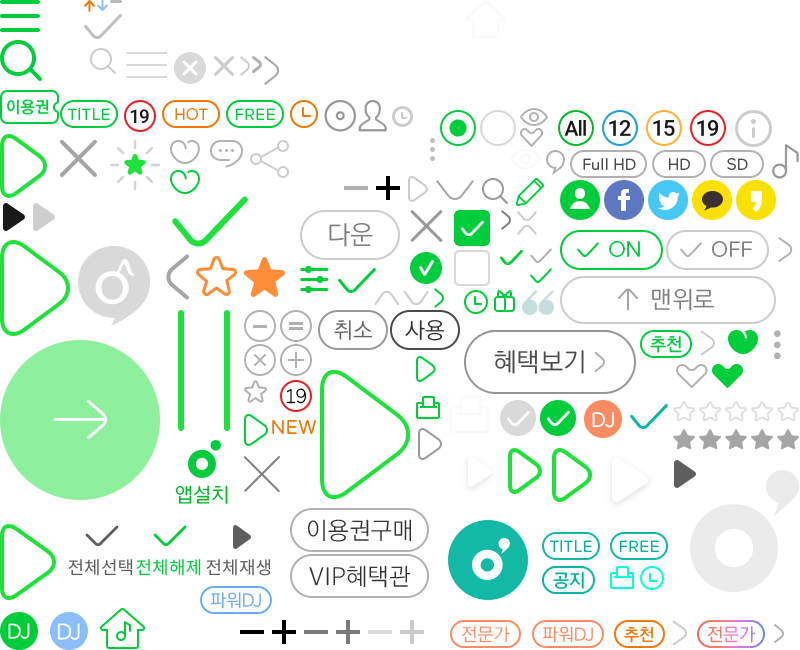 이용권
TITLE
19
HOT
FREE
All
12
15
19
Full HD
HD
SD
다운
ON
OFF
맨위로
취소
사용
혜택보기
추천
19
NEW
DJ
앱설치
이용권구매
TITLE
FREE
전체선택
전체해제
전체재생
VIP혜택관
공지
파워DJ
DJ
DJ
전문가
파워DJ
추천
전문가